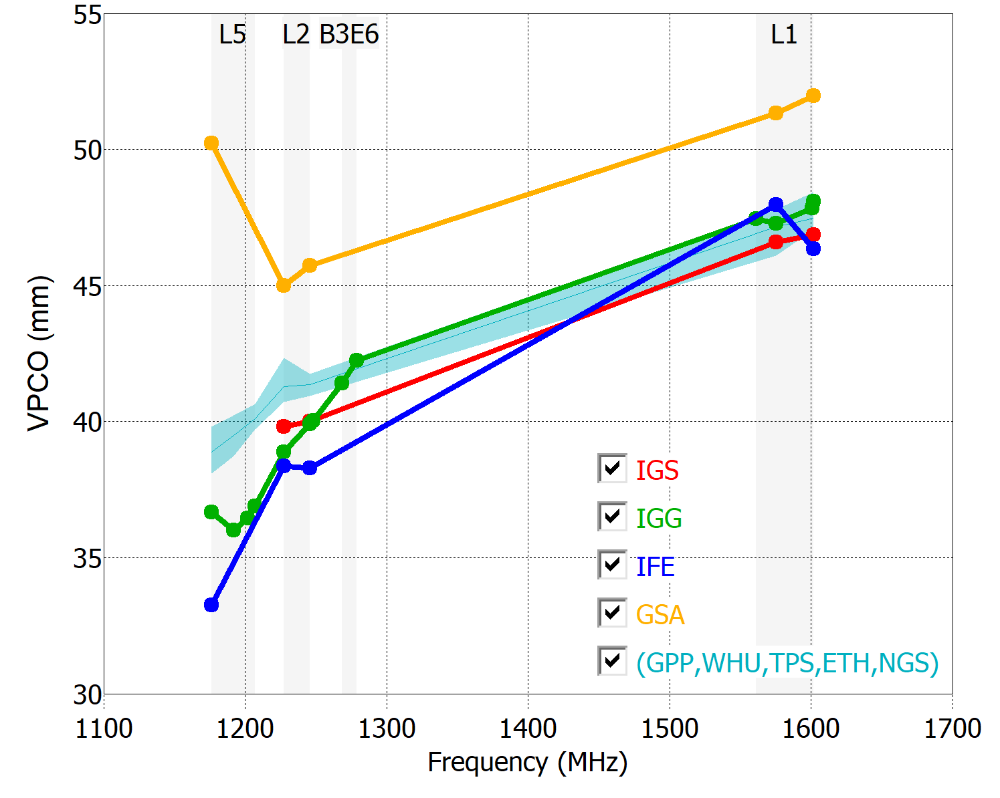 55
L5 L2 B3E6 L1
50
45
VPCO (mm)
40
IGS
IGG
35
IFE
GSA
(GPP,WHU,TPS,ETH,NGS)
30
1100 1200 1300 1400 1500 1600 1700
Frequency (MHz)